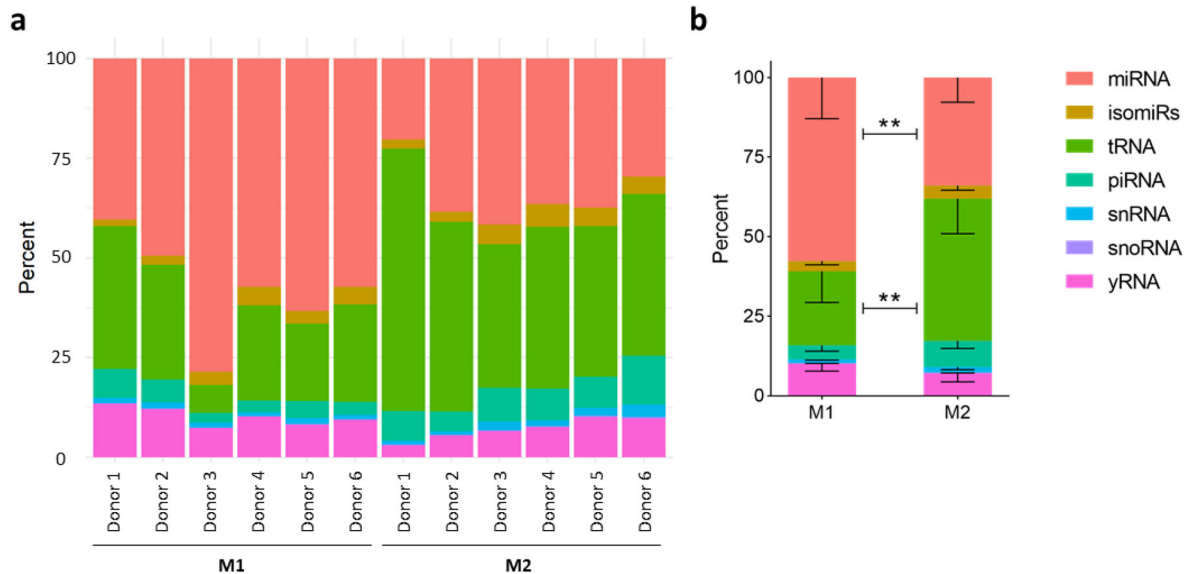 a
Percent
100
75
50
25
0
Donor 1
Donor 2
Donor 3
Donor 4
Donor 5
Donor 6
Donor 1
Donor 2
Donor 3
Donor 4
Donor 5
Donor 6
M1
M2
b
Percent
100
75
50
25
0
**
**
M1
M2
miRNA
isomiRs
tRNA
piRNA
snRNA
snoRNA
yRNA